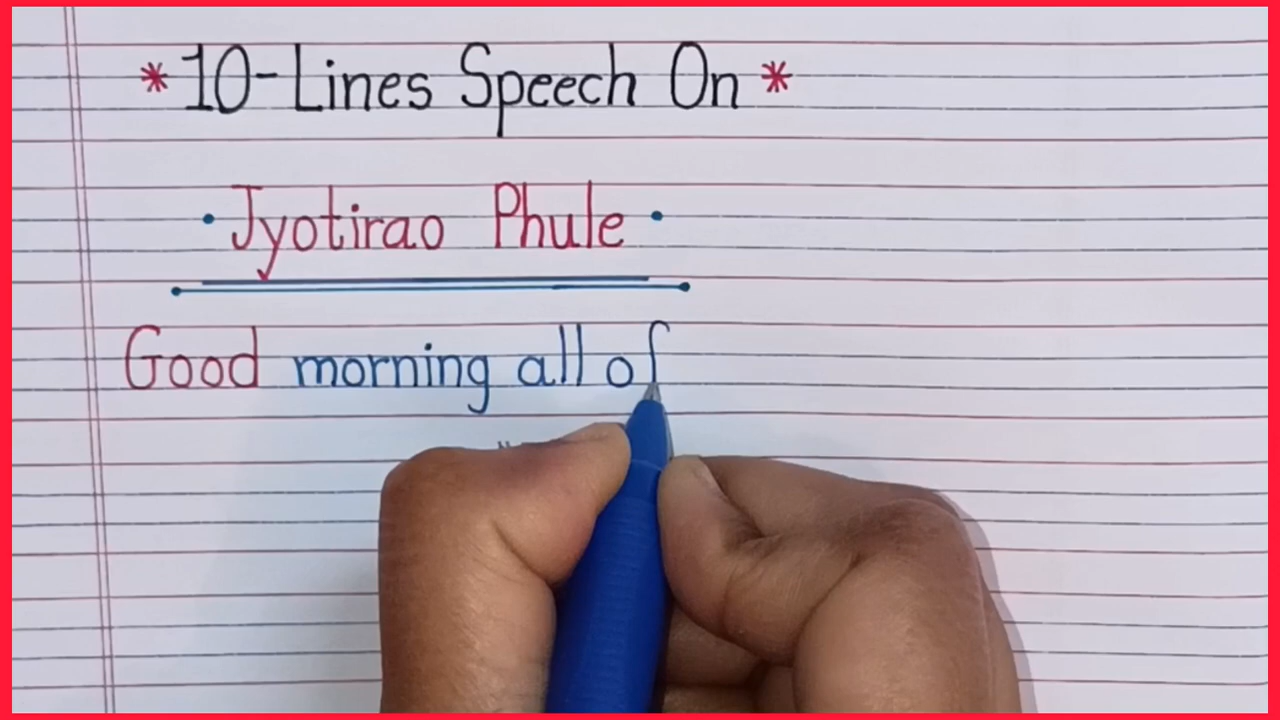 * 10-Lines Speech On *
• Jyotirao Phule •
Good morning all of